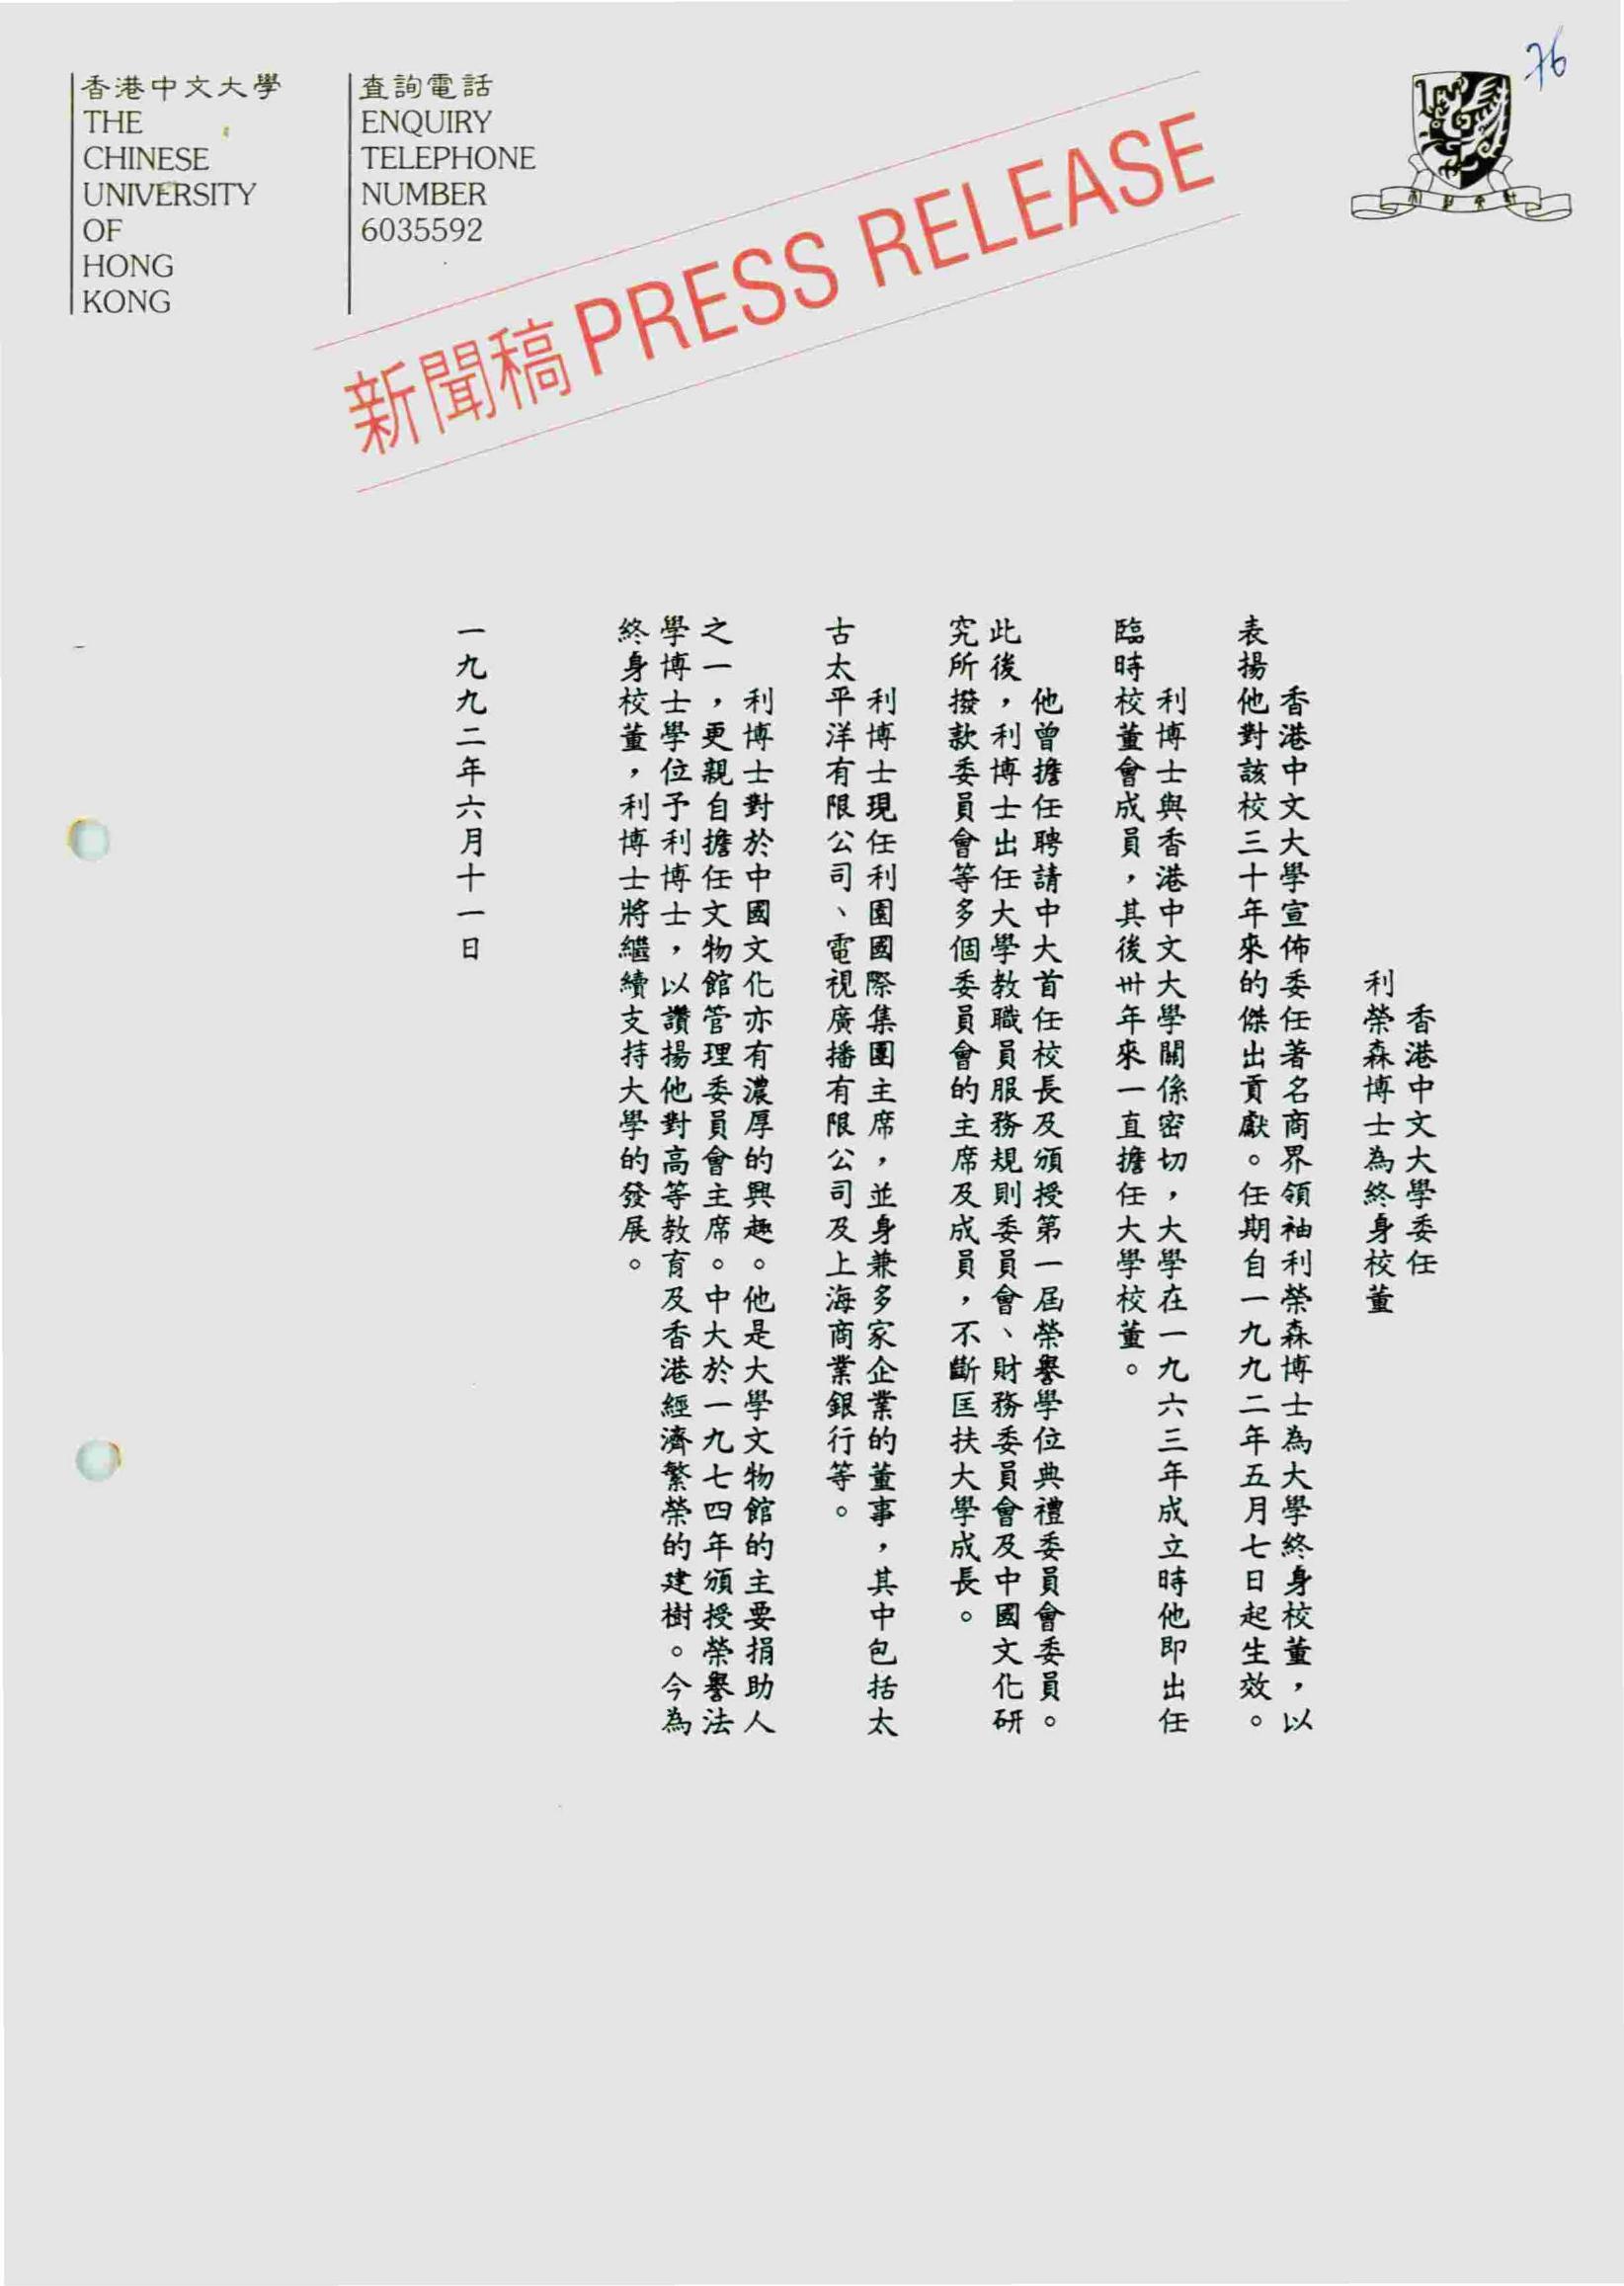 香港中文大學
THE
CHINESE
UNIVERSITY
OF
HONG
KONG
查詢電話
ENQUIRY
TELEPHONE
NUMBER
6035592
76
新聞稿 PRESS RELEASE
香港中文大學委任
利榮森博士為終身校董
香港中文大學宣佈委任著名商界領袖利榮森博士為大學終身校董，以
表揚他對該校三十年來的傑出貢獻。任期自一九九二年五月七日起生效。
利博士與香港中文大學關係密切，大學在一九六三年成立時他即出任
臨時校董會成員，其後卅年來一直擔任大學校董。
他曾擔任聘請中大首任校長及頒授第一屆榮譽學位典禮委員會委員。
此後，利博士出任大學教職員服務規則委員會、財務委員會及中國文化研
究所撥款委員會等多個委員會的主席及成員，不斷匡扶大學成長。
利博士現任利園國際集團主席，並身兼多家企業的董事，其中包括太
古太平洋有限公司、電視廣播有限公司及上海商業銀行等。
利博士對於中國文化亦有濃厚的興趣。他是大學文物館的主要捐助人
之一，更親自擔任文物館管理委員會主席。中大於一九七四年頒授榮譽法
學博士學位予利博士，以讚揚他對高等教育及香港經濟繁榮的建樹。今為
終身校董，利博士將繼續支持大學的發展。
一九九二年六月十一日